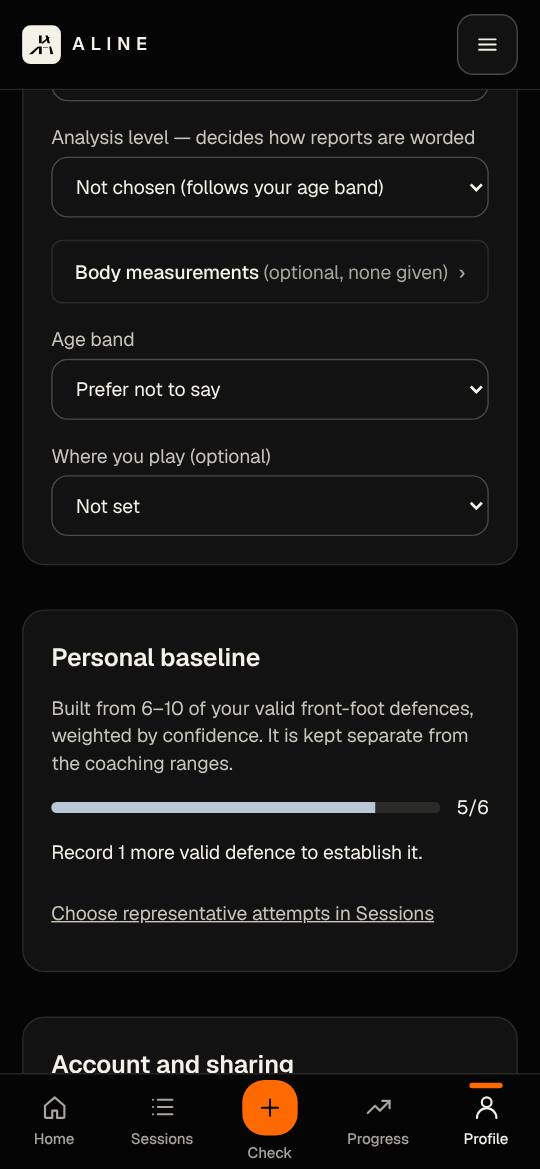 ALINE
Analysis level — decides how reports are worded
Not chosen (follows your age band)
Body measurements (optional, none given) ›
Age band
Prefer not to say
Where you play (optional)
Not set
Personal baseline
Built from 6–10 of your valid front-foot defences,
weighted by confidence. It is kept separate from
the coaching ranges.
5/6
Record 1 more valid defence to establish it.
Choose representative attempts in Sessions
Account and sharing
Home
Sessions
Check
Progress
Profile